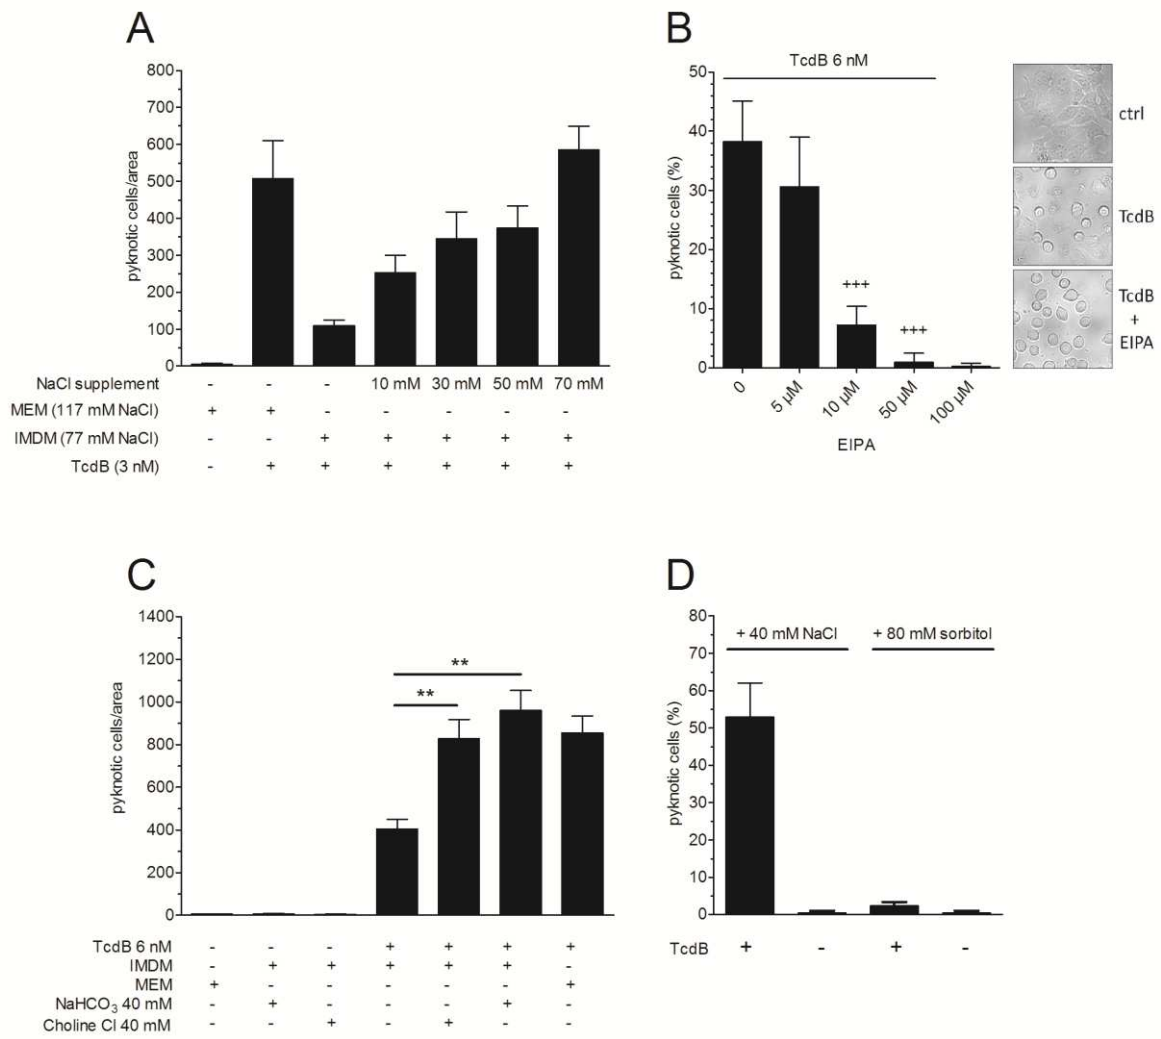 A
800
700
600
500
400
300
200
100
0
pyknotic cells/area
NaCl supplement - - - 10 mM 30 mM 50 mM 70 mM
MEM (117 mM NaCl) + + - - - - -
IMDM (77 mM NaCl) - - + + + + +
TcdB (3 nM) - + + + + + +
B
TcdB 6 nM
50
40
30
20
10
0
pyknotic cells (%)
+++
+++
0 5 µM 10 µM 50 µM 100 µM
EIPA
ctrl
TcdB
TcdB
+
EIPA
C
1400
1200
1000
800
600
400
200
0
pyknotic cells/area
**
**
TcdB 6 nM - - - + + + +
IMDM - + + + + + -
MEM + - - - - - +
NaHCO₃ 40 mM - + - - - + -
Choline Cl 40 mM - - + - + - -
D
80
70
60
50
40
30
20
10
0
pyknotic cells (%)
+ 40 mM NaCl + 80 mM sorbitol
TcdB + - + -